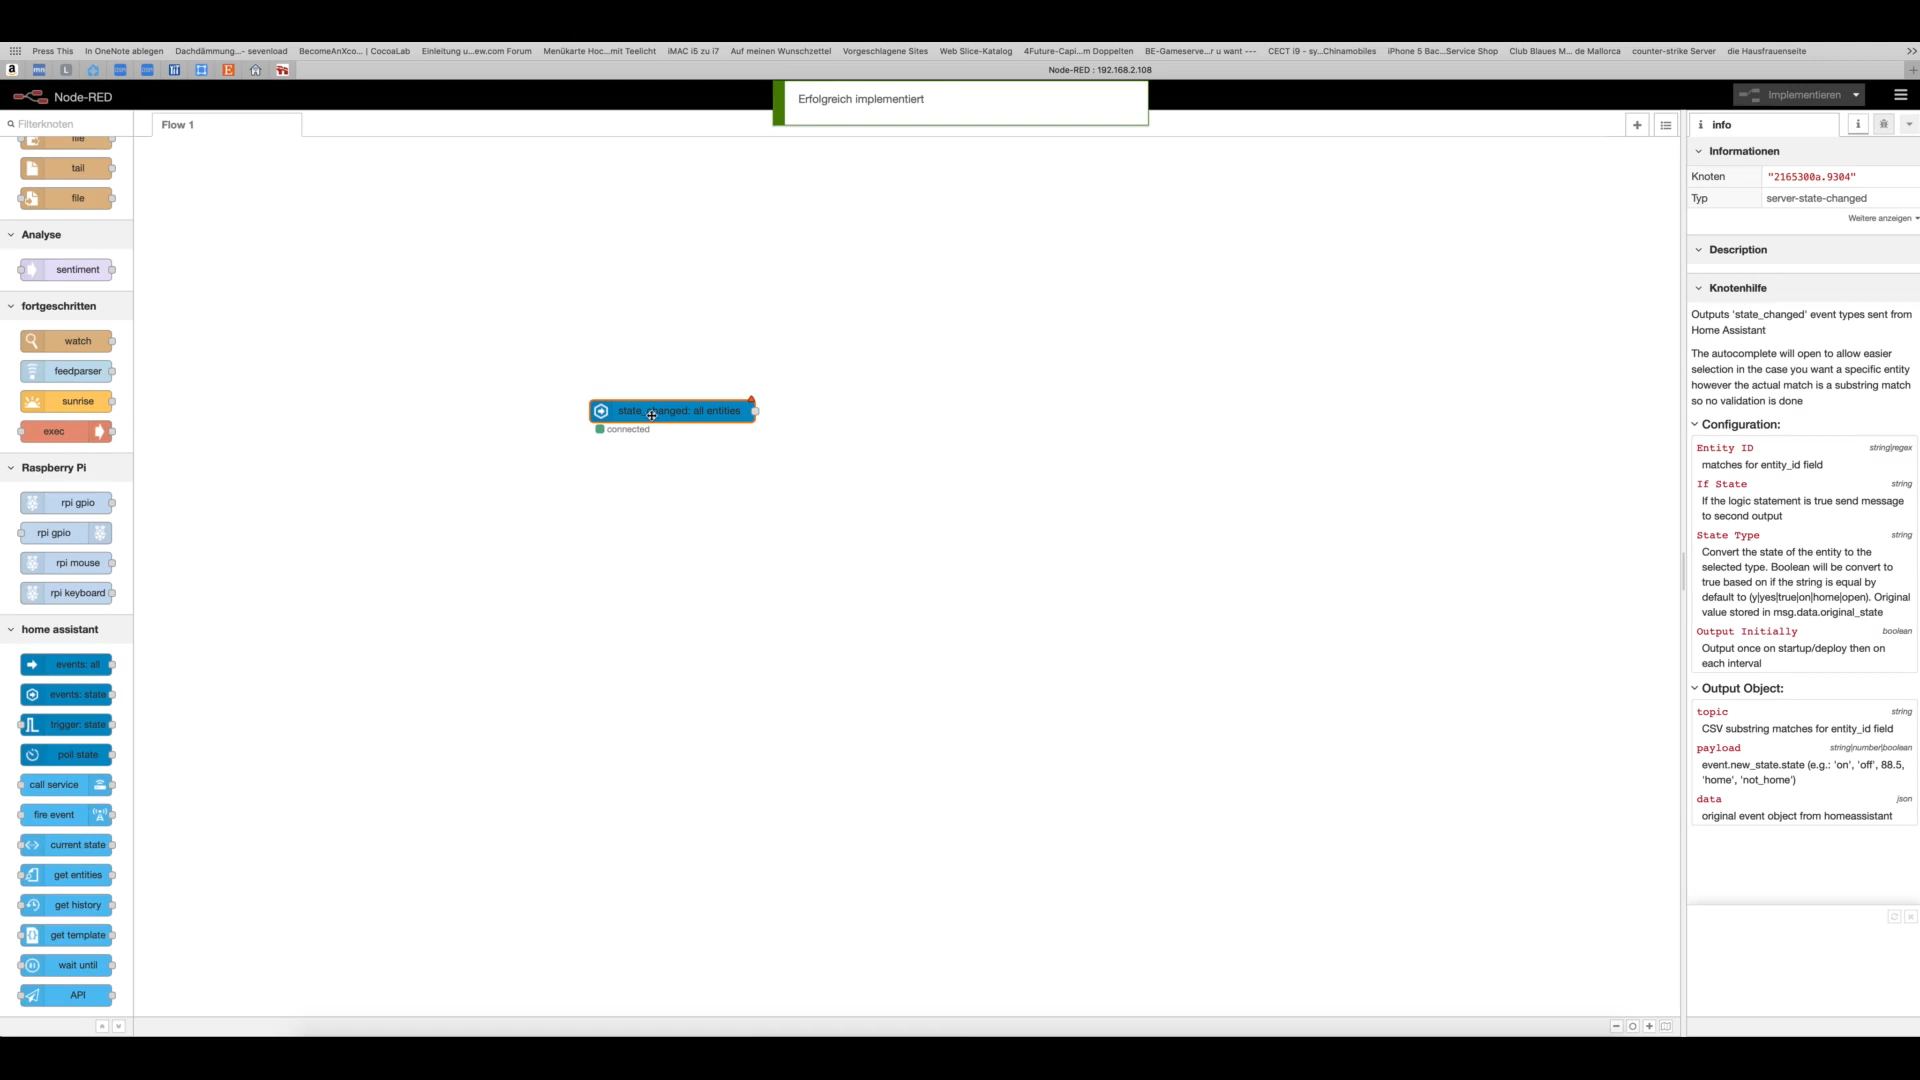 Press This
In OneNote ablegen
Dachdämmung...- sevenload
BecomeAnXco... | CocoaLab
Einleitung u...ew.com Forum
Menükarte Hoc...mit Teelicht
iMAC i5 zu i7
Auf meinen Wunschzettel
Vorgeschlagene Sites
Web Slice-Katalog
4Future-Capi...m Doppelten
BE-Gameserve...r u want ---
CECT i9 - sy...Chinamobiles
iPhone 5 Bac...Service Shop
Club Blaues M... de Mallorca
counter-strike Server
die Hausfrauenseite
Node-RED : 192.168.2.108
Node-RED
Erfolgreich implementiert
Implementieren
Filterknoten
Flow 1
info
file
tail
file
Analyse
sentiment
fortgeschritten
watch
feedparser
sunrise
exec
Raspberry Pi
rpi gpio
rpi gpio
rpi mouse
rpi keyboard
home assistant
events: all
events: state
trigger: state
poll state
call service
fire event
current state
get entities
get history
get template
wait until
API
state_changed: all entities
connected
Informationen
Knoten "2165300a.9304"
Typ server-state-changed
Weitere anzeigen
Description
Knotenhilfe
Outputs 'state_changed' event types sent from
Home Assistant
The autocomplete will open to allow easier
selection in the case you want a specific entity
however the actual match is a substring match
so no validation is done
Configuration:
Entity ID string|regex
matches for entity_id field
If State string
If the logic statement is true send message
to second output
State Type string
Convert the state of the entity to the
selected type. Boolean will be convert to
true based on if the string is equal by
default to (y|yes|true|on|home|open). Original
value stored in msg.data.original_state
Output Initially boolean
Output once on startup/deploy then on
each interval
Output Object:
topic string
CSV substring matches for entity_id field
payload string|number|boolean
event.new_state.state (e.g.: 'on', 'off', 88.5,
'home', 'not_home')
data json
original event object from homeassistant